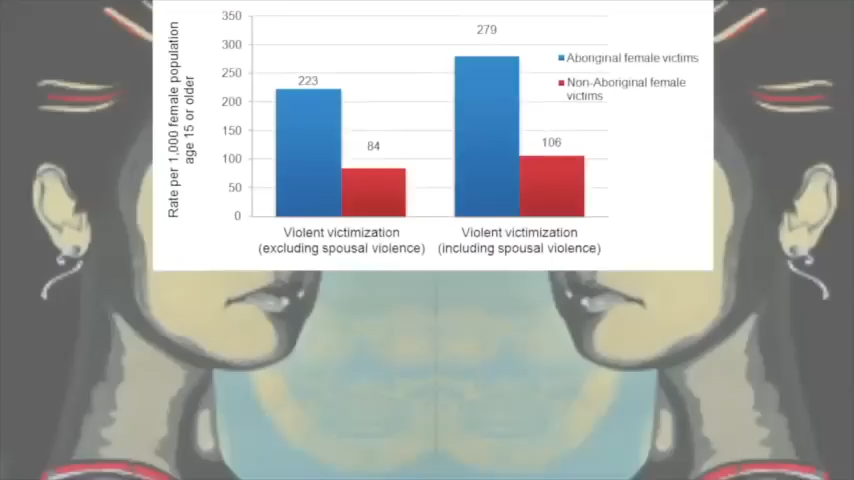 Rate per 1,000 female population
age 15 or older
350
300
250
200
150
100
50
0
223
84
279
106
Aboriginal female victims
Non-Aboriginal female
victims
Violent victimization
(excluding spousal violence)
Violent victimization
(including spousal violence)